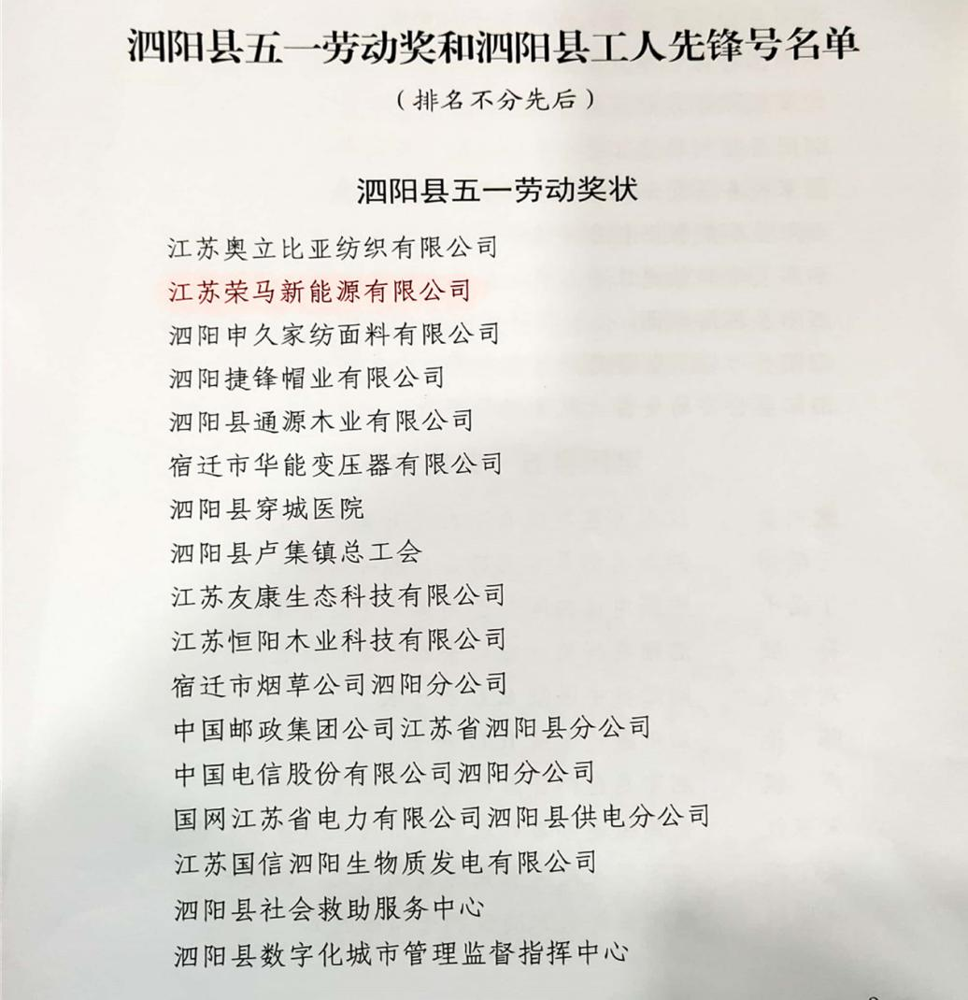 泗阳县五一劳动奖和泗阳县工人先锋号名单
（排名不分先后）
泗阳县五一劳动奖状
江苏奥立比亚纺织有限公司
江苏荣马新能源有限公司
泗阳申久家纺面料有限公司
泗阳捷锋帽业有限公司
泗阳县通源木业有限公司
宿迁市华能变压器有限公司
泗阳县穿城医院
泗阳县卢集镇总工会
江苏友康生态科技有限公司
江苏恒阳木业科技有限公司
宿迁市烟草公司泗阳分公司
中国邮政集团公司江苏省泗阳县分公司
中国电信股份有限公司泗阳分公司
国网江苏省电力有限公司泗阳县供电分公司
江苏国信泗阳生物质发电有限公司
泗阳县社会救助服务中心
泗阳县数字化城市管理监督指挥中心